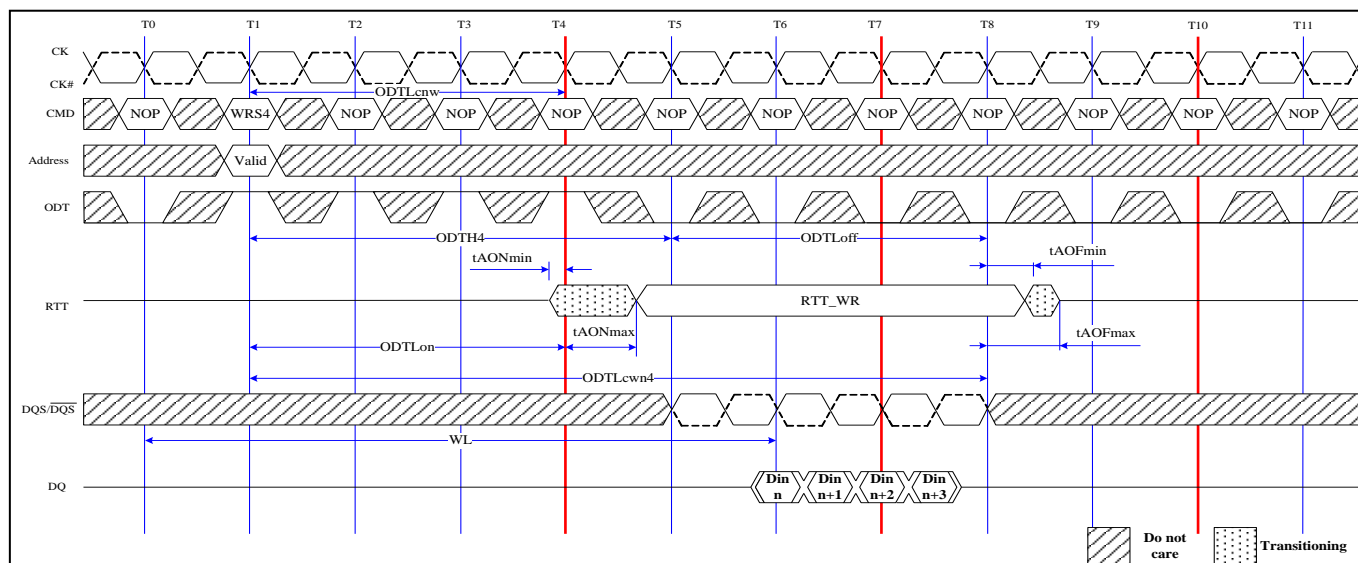 T0 T1 T2 T3 T4 T5 T6 T7 T8 T9 T10 T11
CK
CK#
ODTLcnw
CMD NOP WRS4 NOP NOP NOP NOP NOP NOP NOP NOP NOP NOP
Address Valid
ODT
ODTH4 ODTLoff
tAONmin tAOFmin
RTT RTT_WR
tAONmax tAOFmax
ODTLon
ODTLcwn4
DQS/DQS
WL
DQ Din n Din n+1 Din n+2 Din n+3
Do not care Transitioning